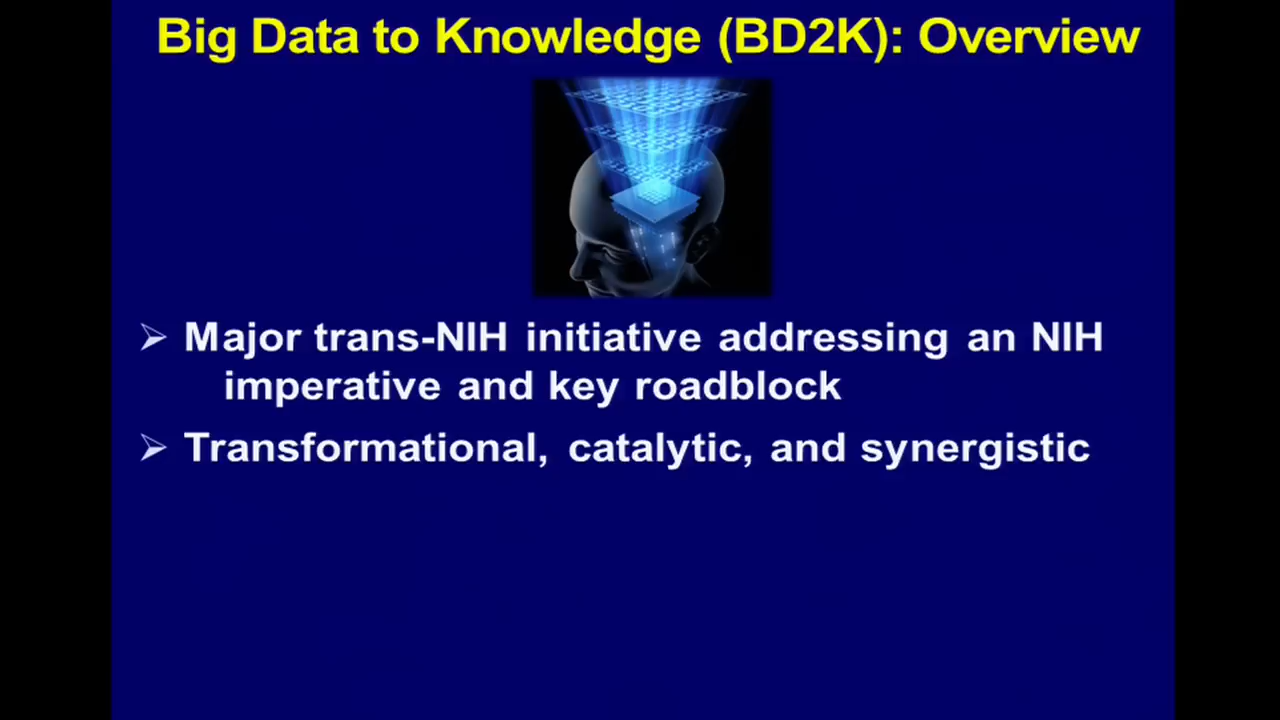 Big Data to Knowledge (BD2K): Overview
Major trans-NIH initiative addressing an NIH
imperative and key roadblock
Transformational, catalytic, and synergistic